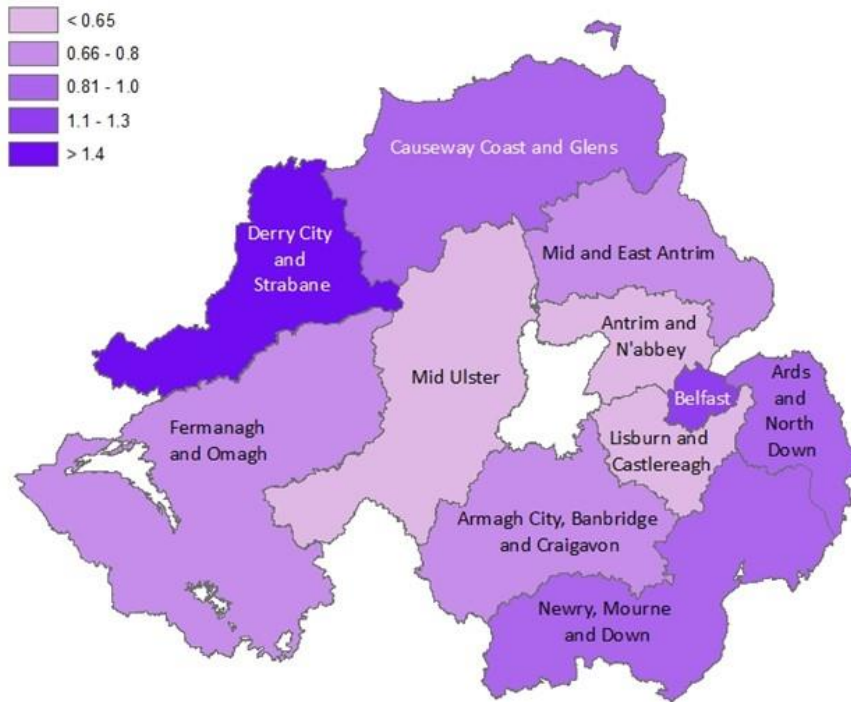 < 0.65
0.66 - 0.8
0.81 - 1.0
1.1 - 1.3
> 1.4
Causeway Coast and Glens
Derry City
and
Strabane
Mid and East Antrim
Antrim and
N'abbey
Mid Ulster
Belfast
Ards
and
North
Down
Fermanagh
and Omagh
Lisburn and
Castlereagh
Armagh City, Banbridge
and Craigavon
Newry, Mourne
and Down